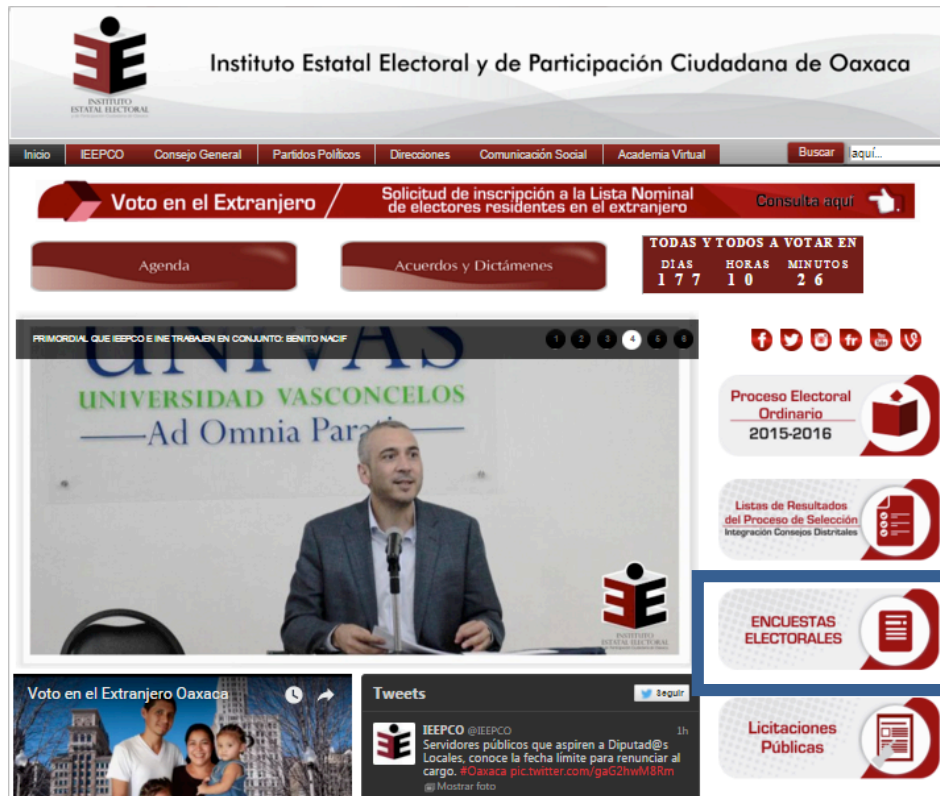 INSTITUTO
ESTATAL ELECTORAL
Instituto Estatal Electoral y de Participación Ciudadana de Oaxaca
Inicio
IEEPCO
Consejo General
Partidos Políticos
Direcciones
Comunicación Social
Academia Virtual
Buscar
aquí...
Voto en el Extranjero
Solicitud de inscripción a la Lista Nominal
de electores residentes en el extranjero
Consulta aquí
Agenda
Acuerdos y Dictámenes
TODAS Y TODOS A VOTAR EN
DÍAS HORAS MINUTOS
177 10 26
PRIMORDIAL QUE IEEPCO E INE TRABAJEN EN CONJUNTO: BENITO NACIF
1 2 3 4 5 6
UNIVAS
UNIVERSIDAD VASCONCELOS
Ad Omnia Parat
INSTITUTO
ESTATAL ELECTORAL
Proceso Electoral
Ordinario
2015-2016
Listas de Resultados
del Proceso de Selección
Integración Consejos Distritales
ENCUESTAS
ELECTORALES
Licitaciones
Públicas
Voto en el Extranjero Oaxaca
Tweets
Seguir
IEEPCO @IEEPCO 1h
Servidores públicos que aspiren a Diputad@s
Locales, conoce la fecha límite para renunciar al
cargo. #Oaxaca pic.twitter.com/gaG2hwM8Rm
Mostrar foto